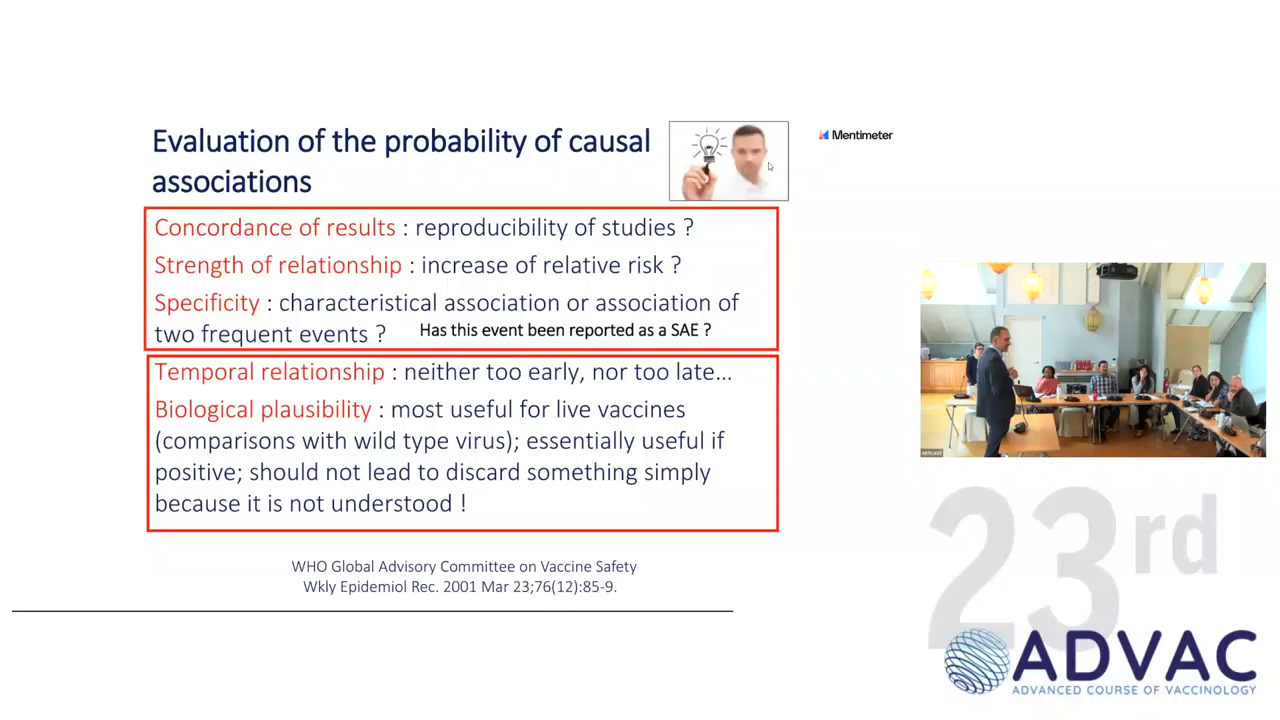 Evaluation of the probability of causal
associations
Mentimeter
Concordance of results : reproducibility of studies ?
Strength of relationship : increase of relative risk ?
Specificity : characteristical association or association of
two frequent events ?
Has this event been reported as a SAE ?
Temporal relationship : neither too early, nor too late…
Biological plausibility : most useful for live vaccines
(comparisons with wild type virus); essentially useful if
positive; should not lead to discard something simply
because it is not understood !
WHO Global Advisory Committee on Vaccine Safety
Wkly Epidemiol Rec. 2001 Mar 23;76(12):85-9.
ARTCAST
23rd
ADVAC
ADVANCED COURSE OF VACCINOLOGY